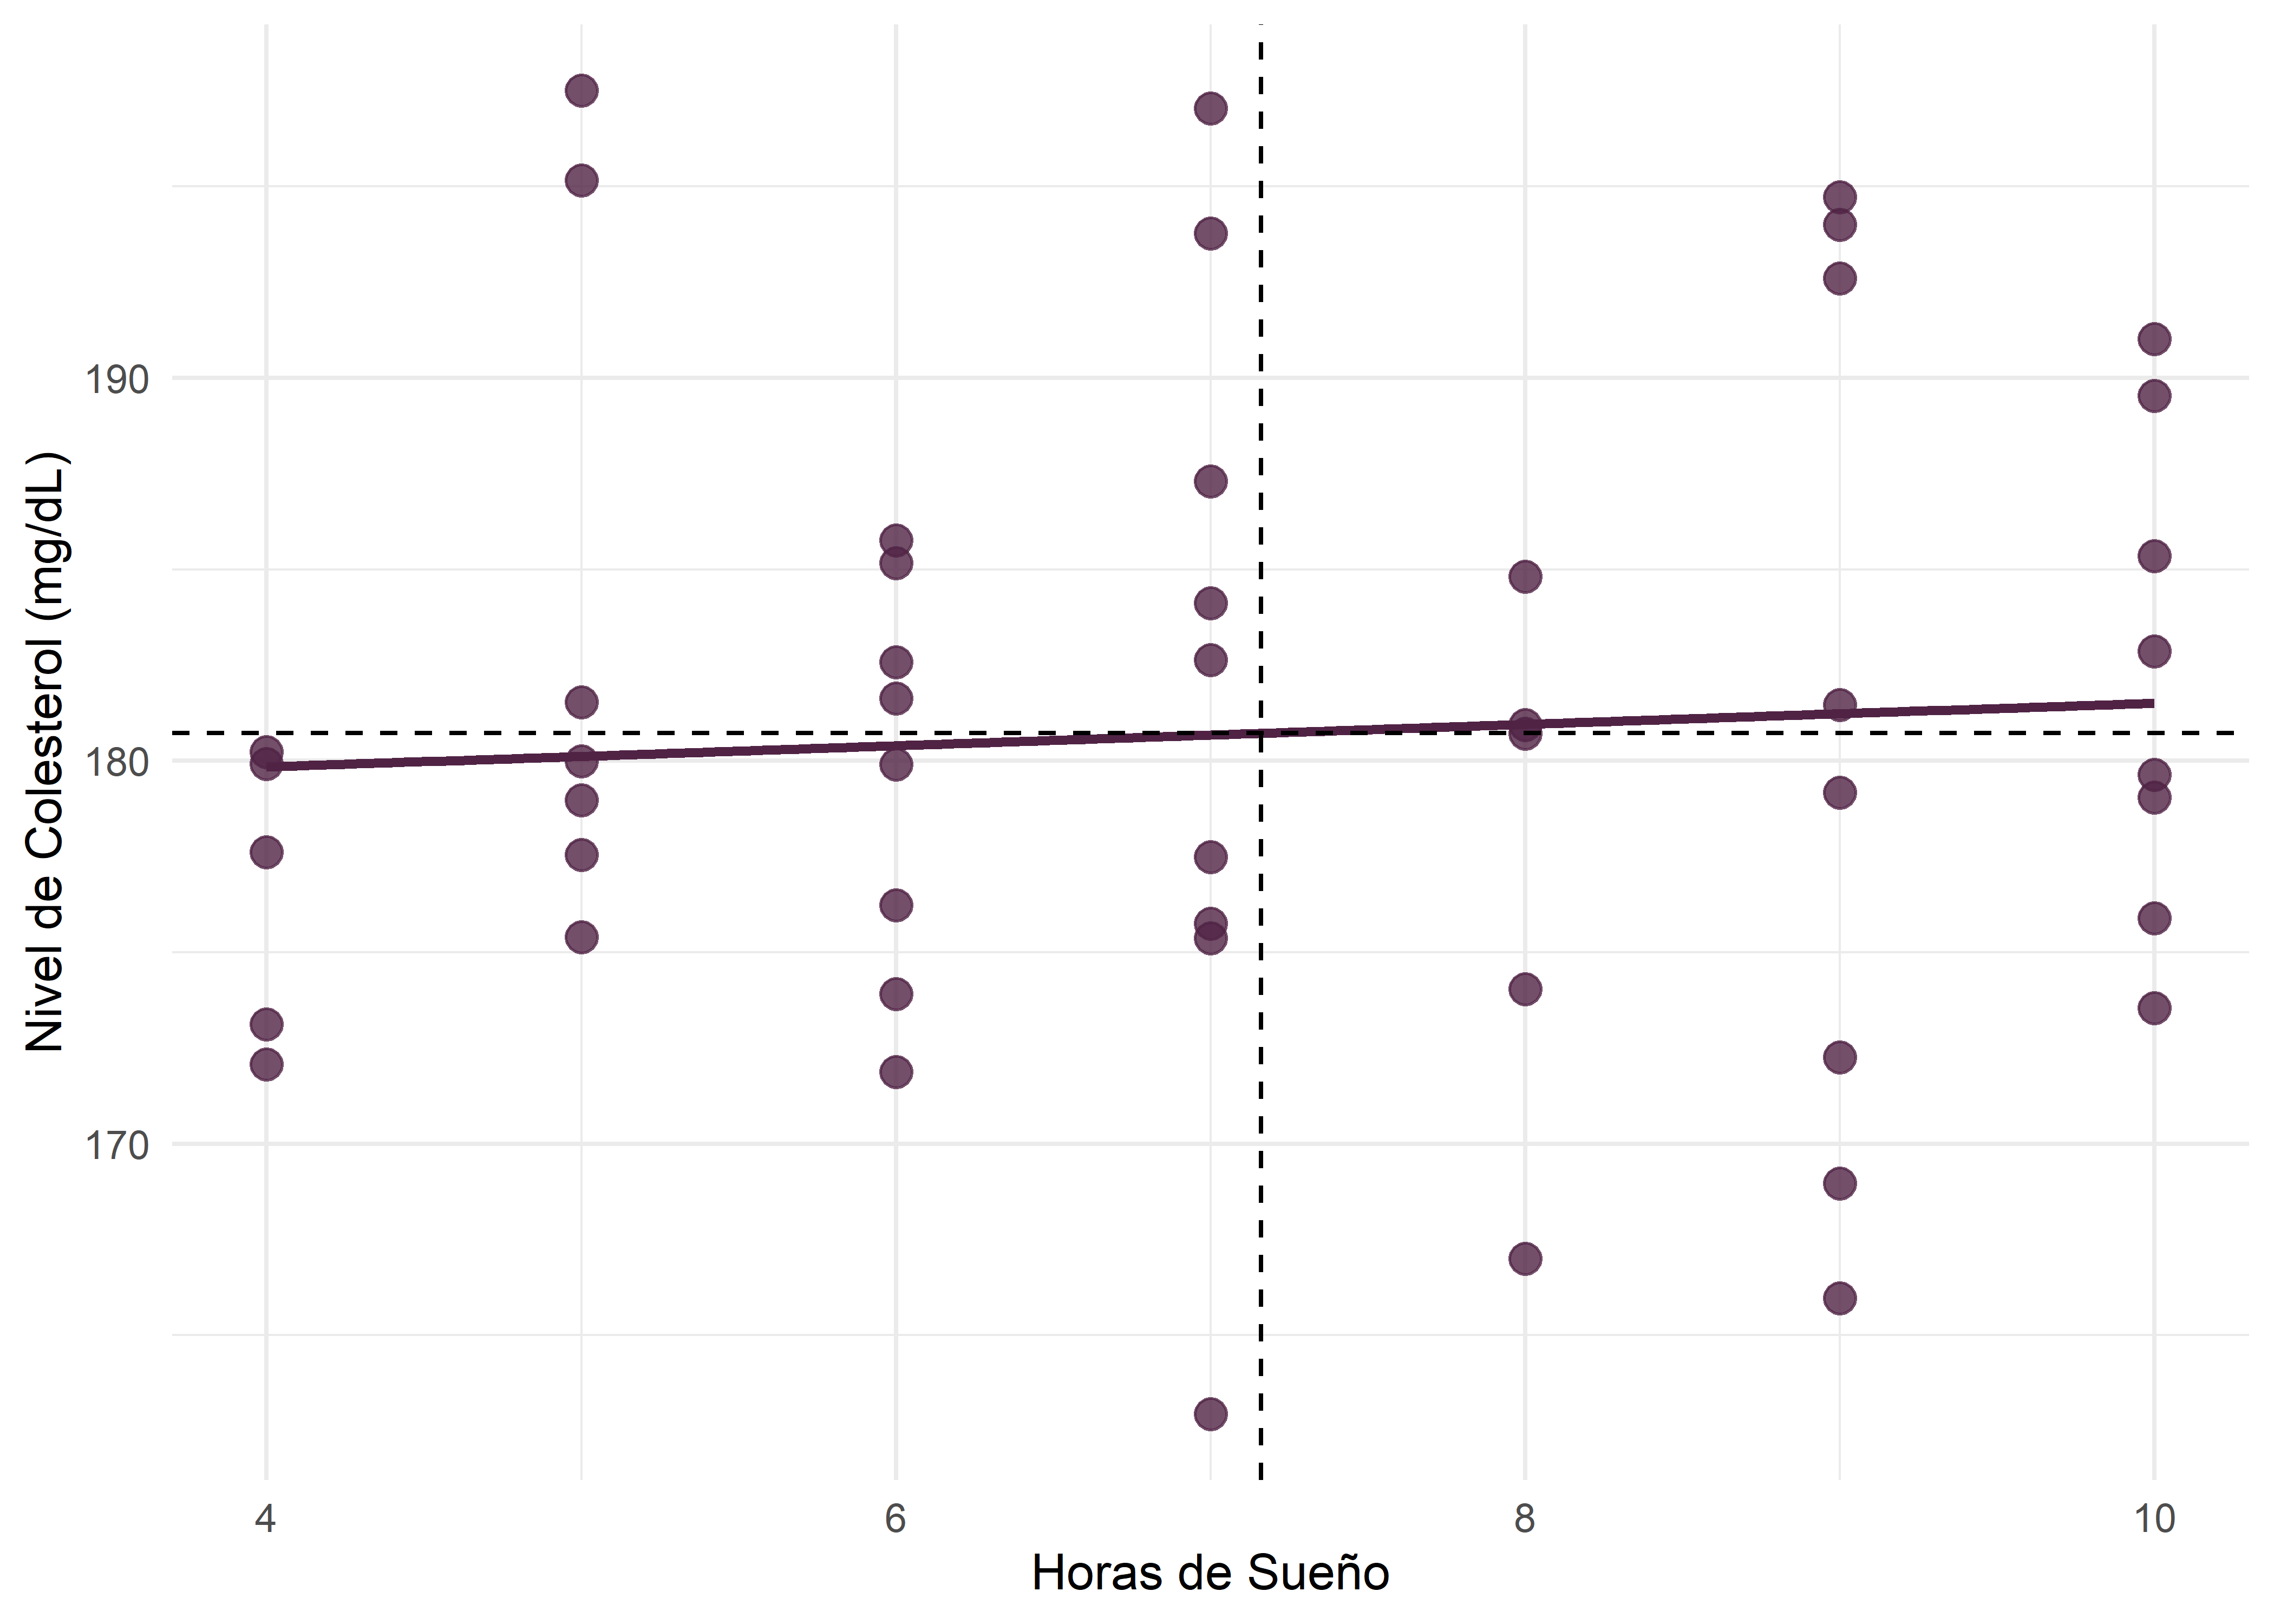 Nivel de Colesterol (mg/dL)
190
180
170
4 6 8 10
Horas de Sueño